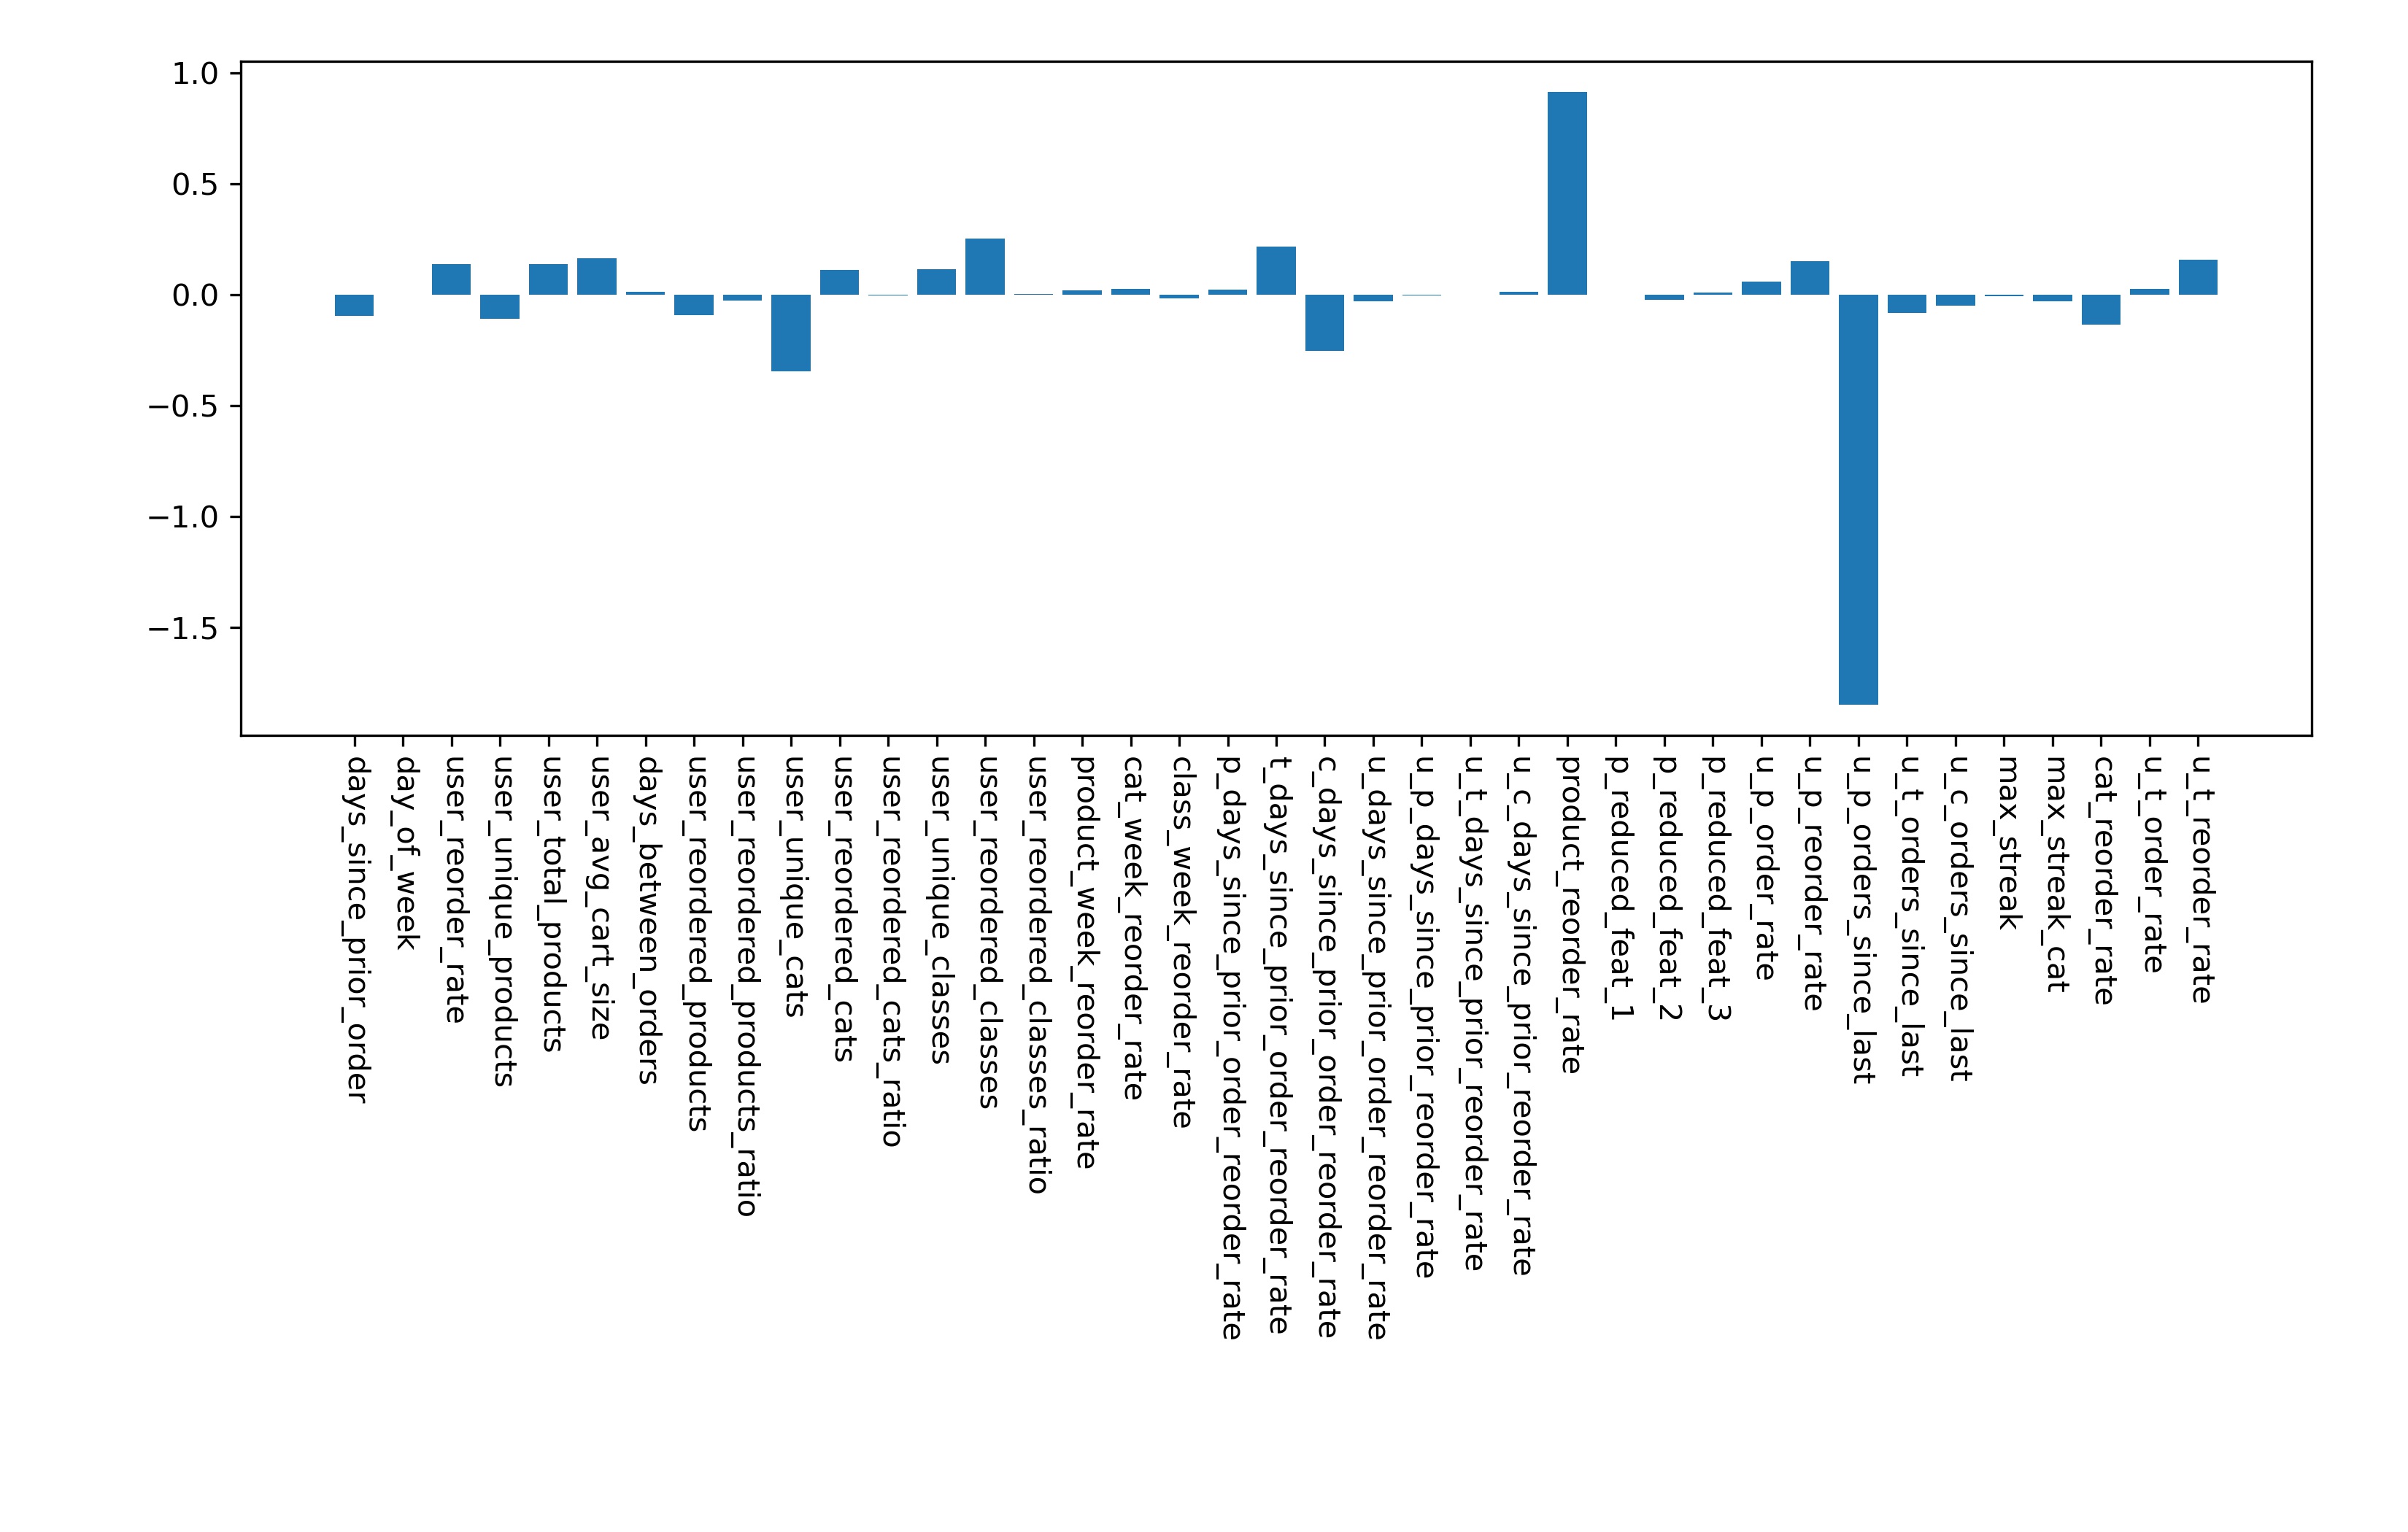 1.0
0.5
0.0
−0.5
−1.0
−1.5
days_since_prior_order
day_of_week
user_reorder_rate
user_unique_products
user_total_products
user_avg_cart_size
days_between_orders
user_reordered_products
user_reordered_products_ratio
user_unique_cats
user_reordered_cats
user_reordered_cats_ratio
user_unique_classes
user_reordered_classes
user_reordered_classes_ratio
product_week_reorder_rate
cat_week_reorder_rate
class_week_reorder_rate
p_days_since_prior_order_reorder_rate
t_days_since_prior_order_reorder_rate
c_days_since_prior_order_reorder_rate
u_days_since_prior_order_reorder_rate
u_p_days_since_prior_reorder_rate
u_t_days_since_prior_reorder_rate
u_c_days_since_prior_reorder_rate
product_reorder_rate
p_reduced_feat_1
p_reduced_feat_2
p_reduced_feat_3
u_p_order_rate
u_p_reorder_rate
u_p_orders_since_last
u_t_orders_since_last
u_c_orders_since_last
max_streak
max_streak_cat
cat_reorder_rate
u_t_order_rate
u_t_reorder_rate